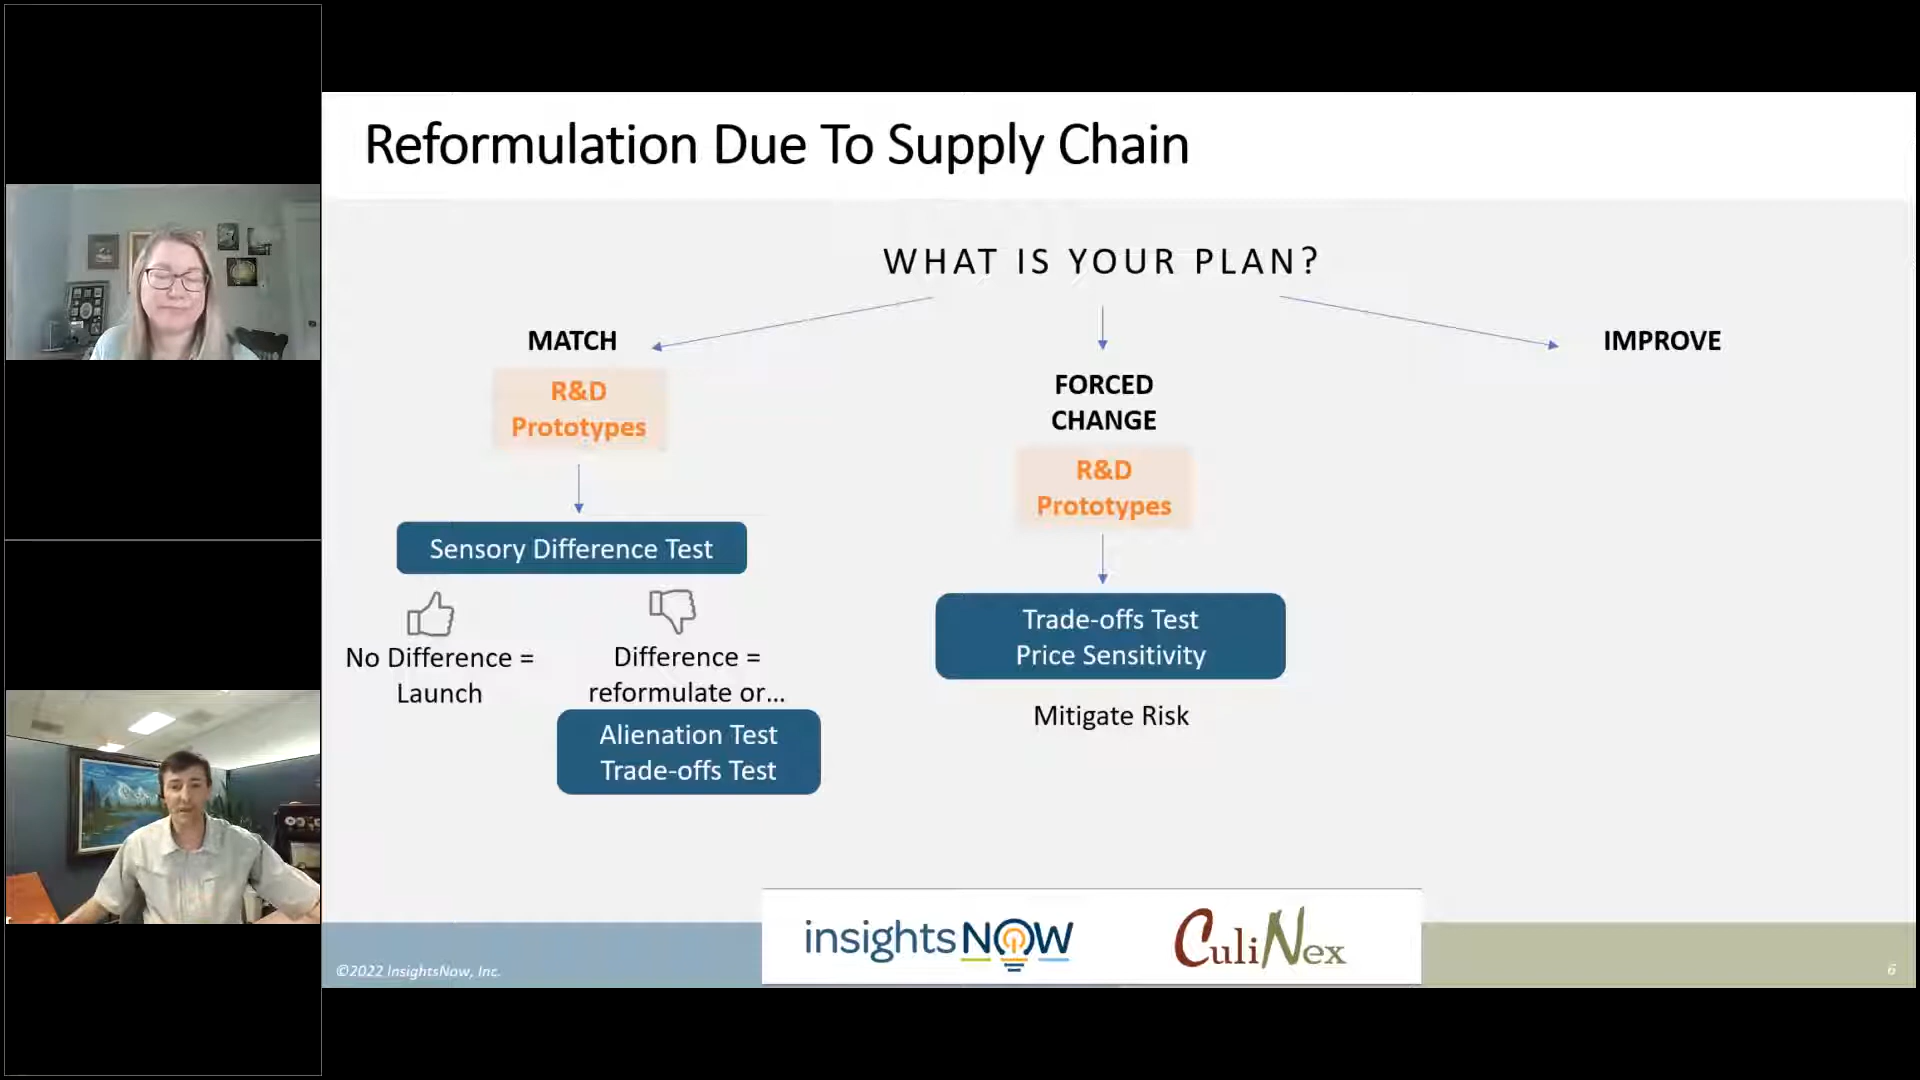 Reformulation Due To Supply Chain
WHAT IS YOUR PLAN?
MATCH
R&D
Prototypes
Sensory Difference Test
No Difference =
Launch
Difference =
reformulate or...
Alienation Test
Trade-offs Test
FORCED
CHANGE
R&D
Prototypes
Trade-offs Test
Price Sensitivity
Mitigate Risk
IMPROVE
©2022 InsightsNow, Inc.
insightsNOW
CuliNex
6